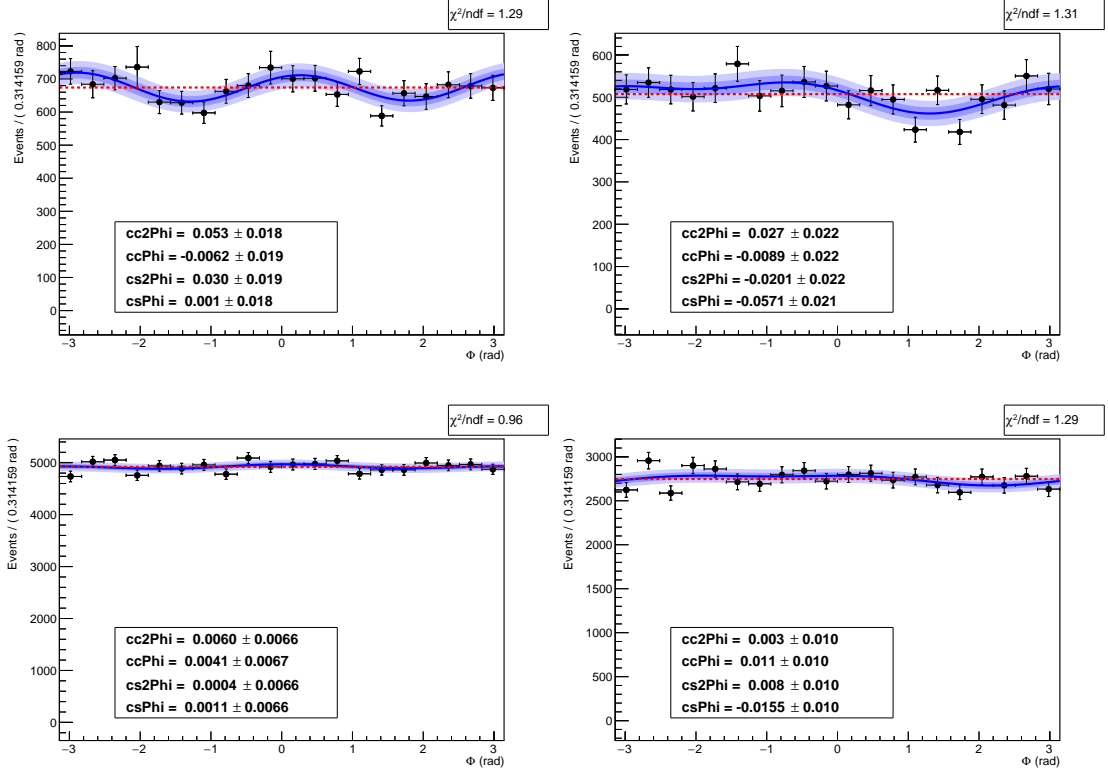 χ²/ndf = 1.29
Events / ( 0.314159 rad )
800
700
600
500
400
300
200
100
0
cc2Phi = 0.053 ± 0.018
ccPhi = -0.0062 ± 0.019
cs2Phi = 0.030 ± 0.019
csPhi = 0.001 ± 0.018
−3 −2 −1 0 1 2 3
Φ (rad)
χ²/ndf = 1.31
Events / ( 0.314159 rad )
600
500
400
300
200
100
0
cc2Phi = 0.027 ± 0.022
ccPhi = -0.0089 ± 0.022
cs2Phi = -0.0201 ± 0.022
csPhi = -0.0571 ± 0.021
−3 −2 −1 0 1 2 3
Φ (rad)
χ²/ndf = 0.96
Events / ( 0.314159 rad )
5000
4000
3000
2000
1000
0
cc2Phi = 0.0060 ± 0.0066
ccPhi = 0.0041 ± 0.0067
cs2Phi = 0.0004 ± 0.0066
csPhi = 0.0011 ± 0.0066
−3 −2 −1 0 1 2 3
Φ (rad)
χ²/ndf = 1.29
Events / ( 0.314159 rad )
3000
2500
2000
1500
1000
500
0
cc2Phi = 0.003 ± 0.010
ccPhi = 0.011 ± 0.010
cs2Phi = 0.008 ± 0.010
csPhi = -0.0155 ± 0.010
−3 −2 −1 0 1 2 3
Φ (rad)